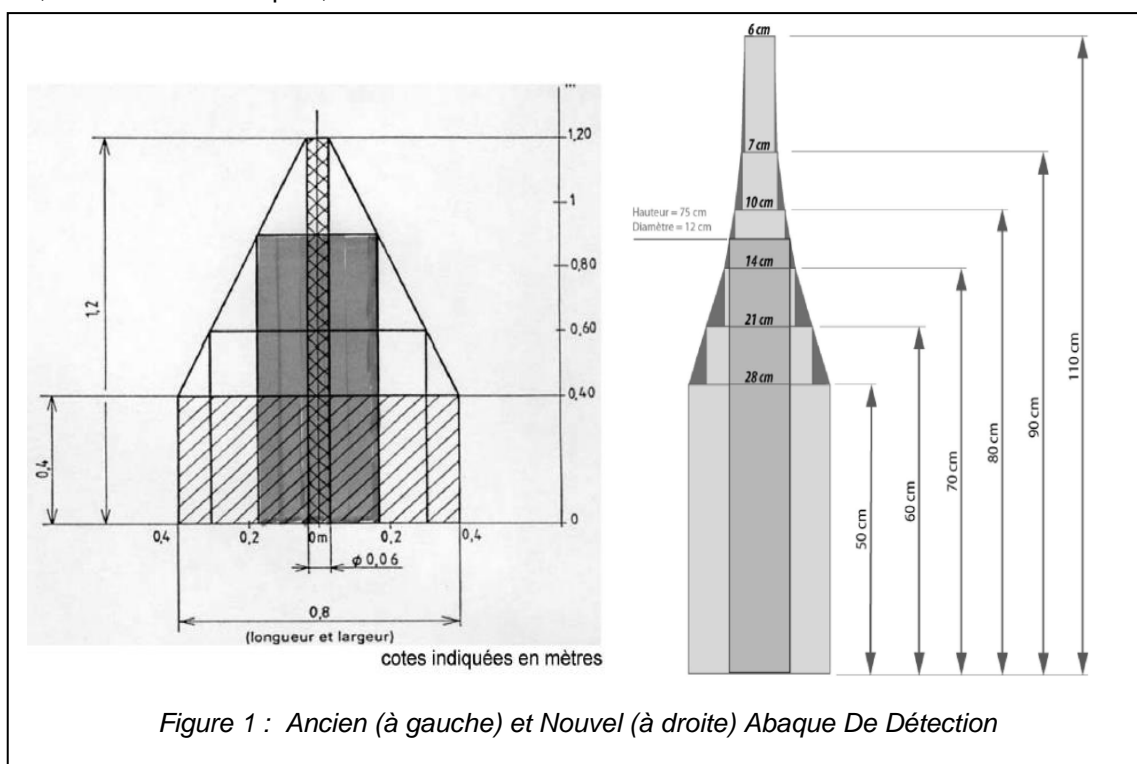 1,2
0,4
1,20
1
0,80
0,60
0,40
0
0,4
0,2
0m
0,2
0,4
φ 0,06
0,8
(longueur et largeur)
cotes indiquées en mètres
6 cm
7 cm
10 cm
Hauteur = 75 cm
Diamètre = 12 cm
14 cm
21 cm
28 cm
50 cm
60 cm
70 cm
80 cm
90 cm
110 cm
Figure 1 : Ancien (à gauche) et Nouvel (à droite) Abaque De Détection